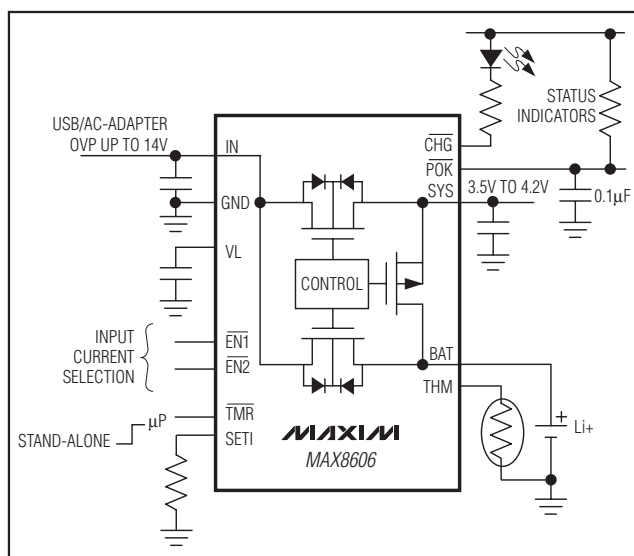 USB/AC-ADAPTER
OVP UP TO 14V
IN
GND
VL
INPUT
CURRENT
SELECTION
EN1
EN2
STAND-ALONE
μP
TMR
SETI
CONTROL
MAXIM
MAX8606
CHG
POK
SYS
BAT
THM
STATUS
INDICATORS
3.5V TO 4.2V
0.1μF
+
Li+